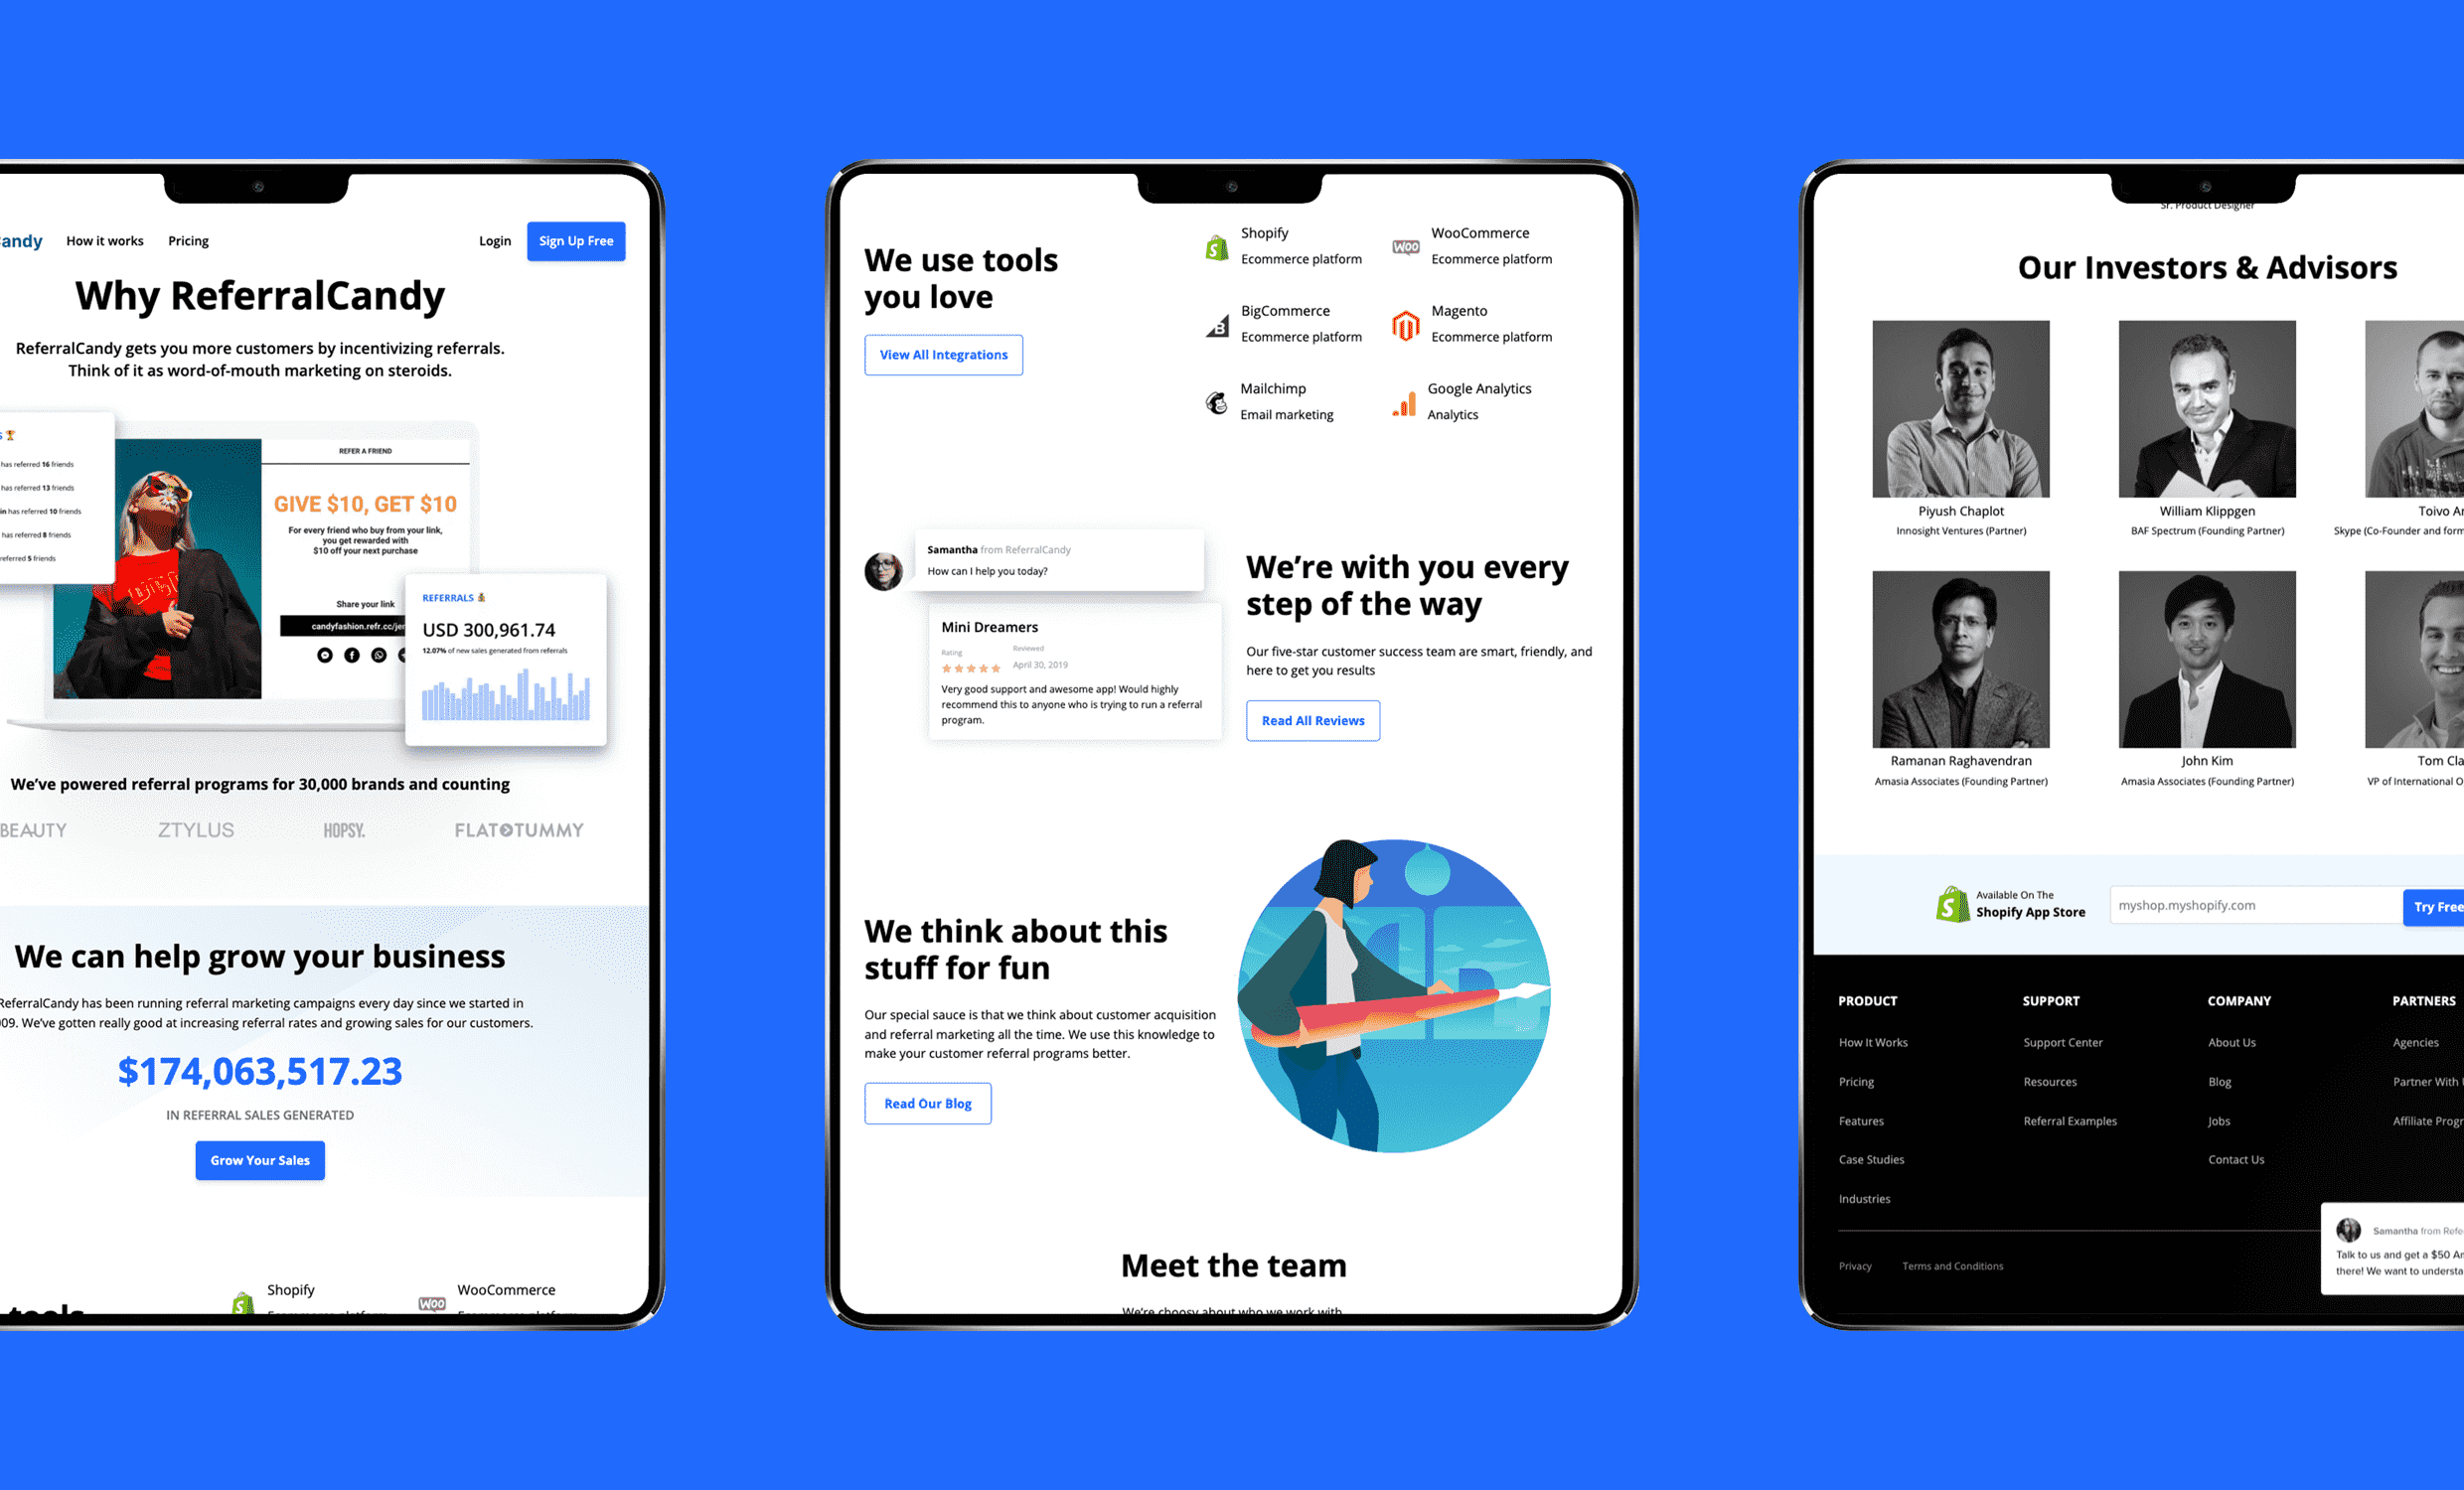 andy
How it works
Pricing
Login
Sign Up Free
Why ReferralCandy
ReferralCandy gets you more customers by incentivizing referrals.
Think of it as word-of-mouth marketing on steroids.
has referred 16 friends
has referred 13 friends
in has referred 10 friends
has referred 8 friends
referred 5 friends
REFER A FRIEND
GIVE $10, GET $10
For every friend who buy from your link,
you get rewarded with
$10 off your next purchase
Share your link
candyfashion.refr.cc/je
REFERRALS
USD 300,961.74
12.07% of new sales generated from referrals
We've powered referral programs for 30,000 brands and counting
BEAUTY
ZTYLUS
HOPSY.
FLATTUMMY
We can help grow your business
ReferralCandy has been running referral marketing campaigns every day since we started in
09. We've gotten really good at increasing referral rates and growing sales for our customers.
$174,063,517.23
IN REFERRAL SALES GENERATED
Grow Your Sales
Shopify
WooCommerce
WOO
tools
We use tools
you love
View All Integrations
Shopify
Ecommerce platform
WOO
WooCommerce
Ecommerce platform
BigCommerce
Ecommerce platform
Magento
Ecommerce platform
Mailchimp
Email marketing
Google Analytics
Analytics
Samantha from ReferralCandy
How can I help you today?
Mini Dreamers
Rating
Reviewed
April 30, 2019
Very good support and awesome app! Would highly
recommend this to anyone who is trying to run a referral
program.
We're with you every
step of the way
Our five-star customer success team are smart, friendly, and
here to get you results
Read All Reviews
We think about this
stuff for fun
Our special sauce is that we think about customer acquisition
and referral marketing all the time. We use this knowledge to
make your customer referral programs better.
Read Our Blog
Meet the team
We're choosy about who we work with
Sr. Product Designer
Our Investors & Advisors
Piyush Chaplot
Innosight Ventures (Partner)
William Klippgen
BAF Spectrum (Founding Partner)
Toivo
Skype (Co-Founder and form
Ramanan Raghavendran
Amasia Associates (Founding Partner)
John Kim
Amasia Associates (Founding Partner)
Tom Cla
VP of International O
Available On The
Shopify App Store
myshop.myshopify.com
Try Free
PRODUCT
How It Works
Pricing
Features
Case Studies
Industries
SUPPORT
Support Center
Resources
Referral Examples
COMPANY
About Us
Blog
Jobs
Contact Us
PARTNERS
Agencies
Partner With
Affiliate Progr
Privacy
Terms and Conditions
Samantha from Refe
Talk to us and get a $50 A
there! We want to understa